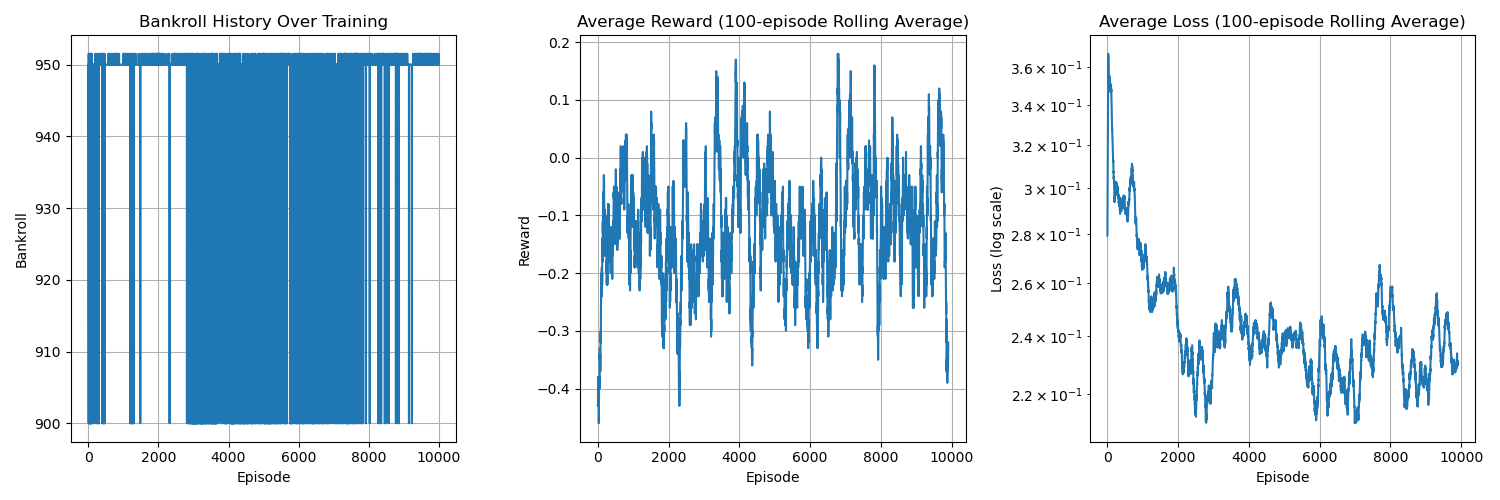 Bankroll History Over Training
950
940
930
920
910
900
Bankroll
0 2000 4000 6000 8000 10000
Episode
Average Reward (100-episode Rolling Average)
0.2
0.1
0.0
−0.1
−0.2
−0.3
−0.4
Reward
0 2000 4000 6000 8000 10000
Episode
Average Loss (100-episode Rolling Average)
3.6 × 10⁻¹
3.4 × 10⁻¹
3.2 × 10⁻¹
3 × 10⁻¹
2.8 × 10⁻¹
2.6 × 10⁻¹
2.4 × 10⁻¹
2.2 × 10⁻¹
Loss (log scale)
0 2000 4000 6000 8000 10000
Episode